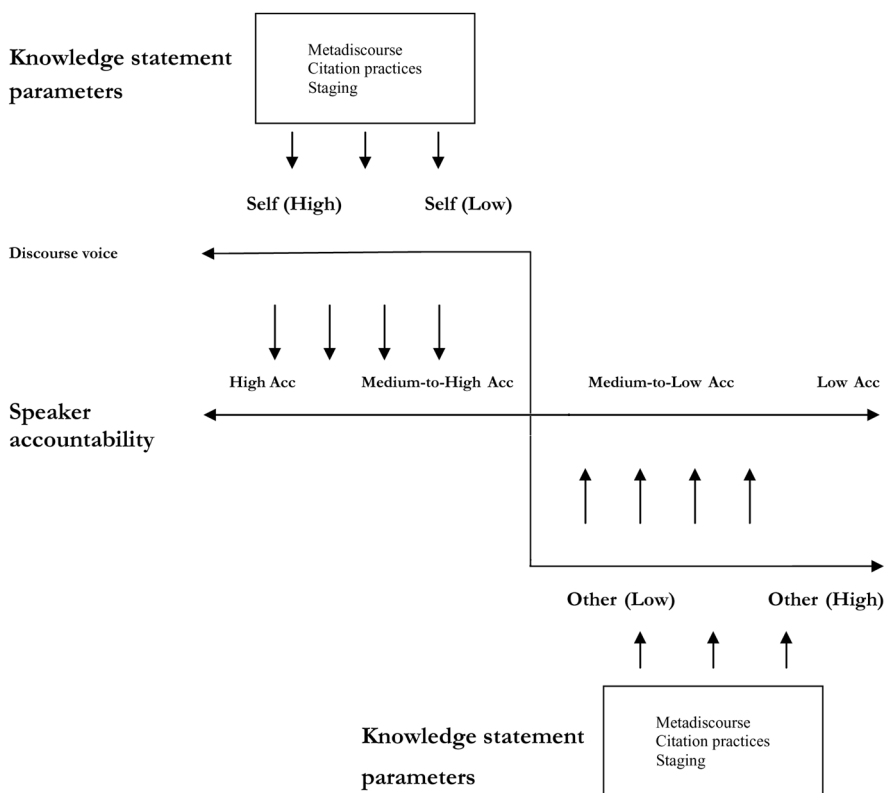 Knowledge statement
parameters
Metadiscourse
Citation practices
Staging
Self (High)
Self (Low)
Discourse voice
High Acc
Medium-to-High Acc
Medium-to-Low Acc
Low Acc
Speaker
accountability
Other (Low)
Other (High)
Knowledge statement
parameters
Metadiscourse
Citation practices
Staging